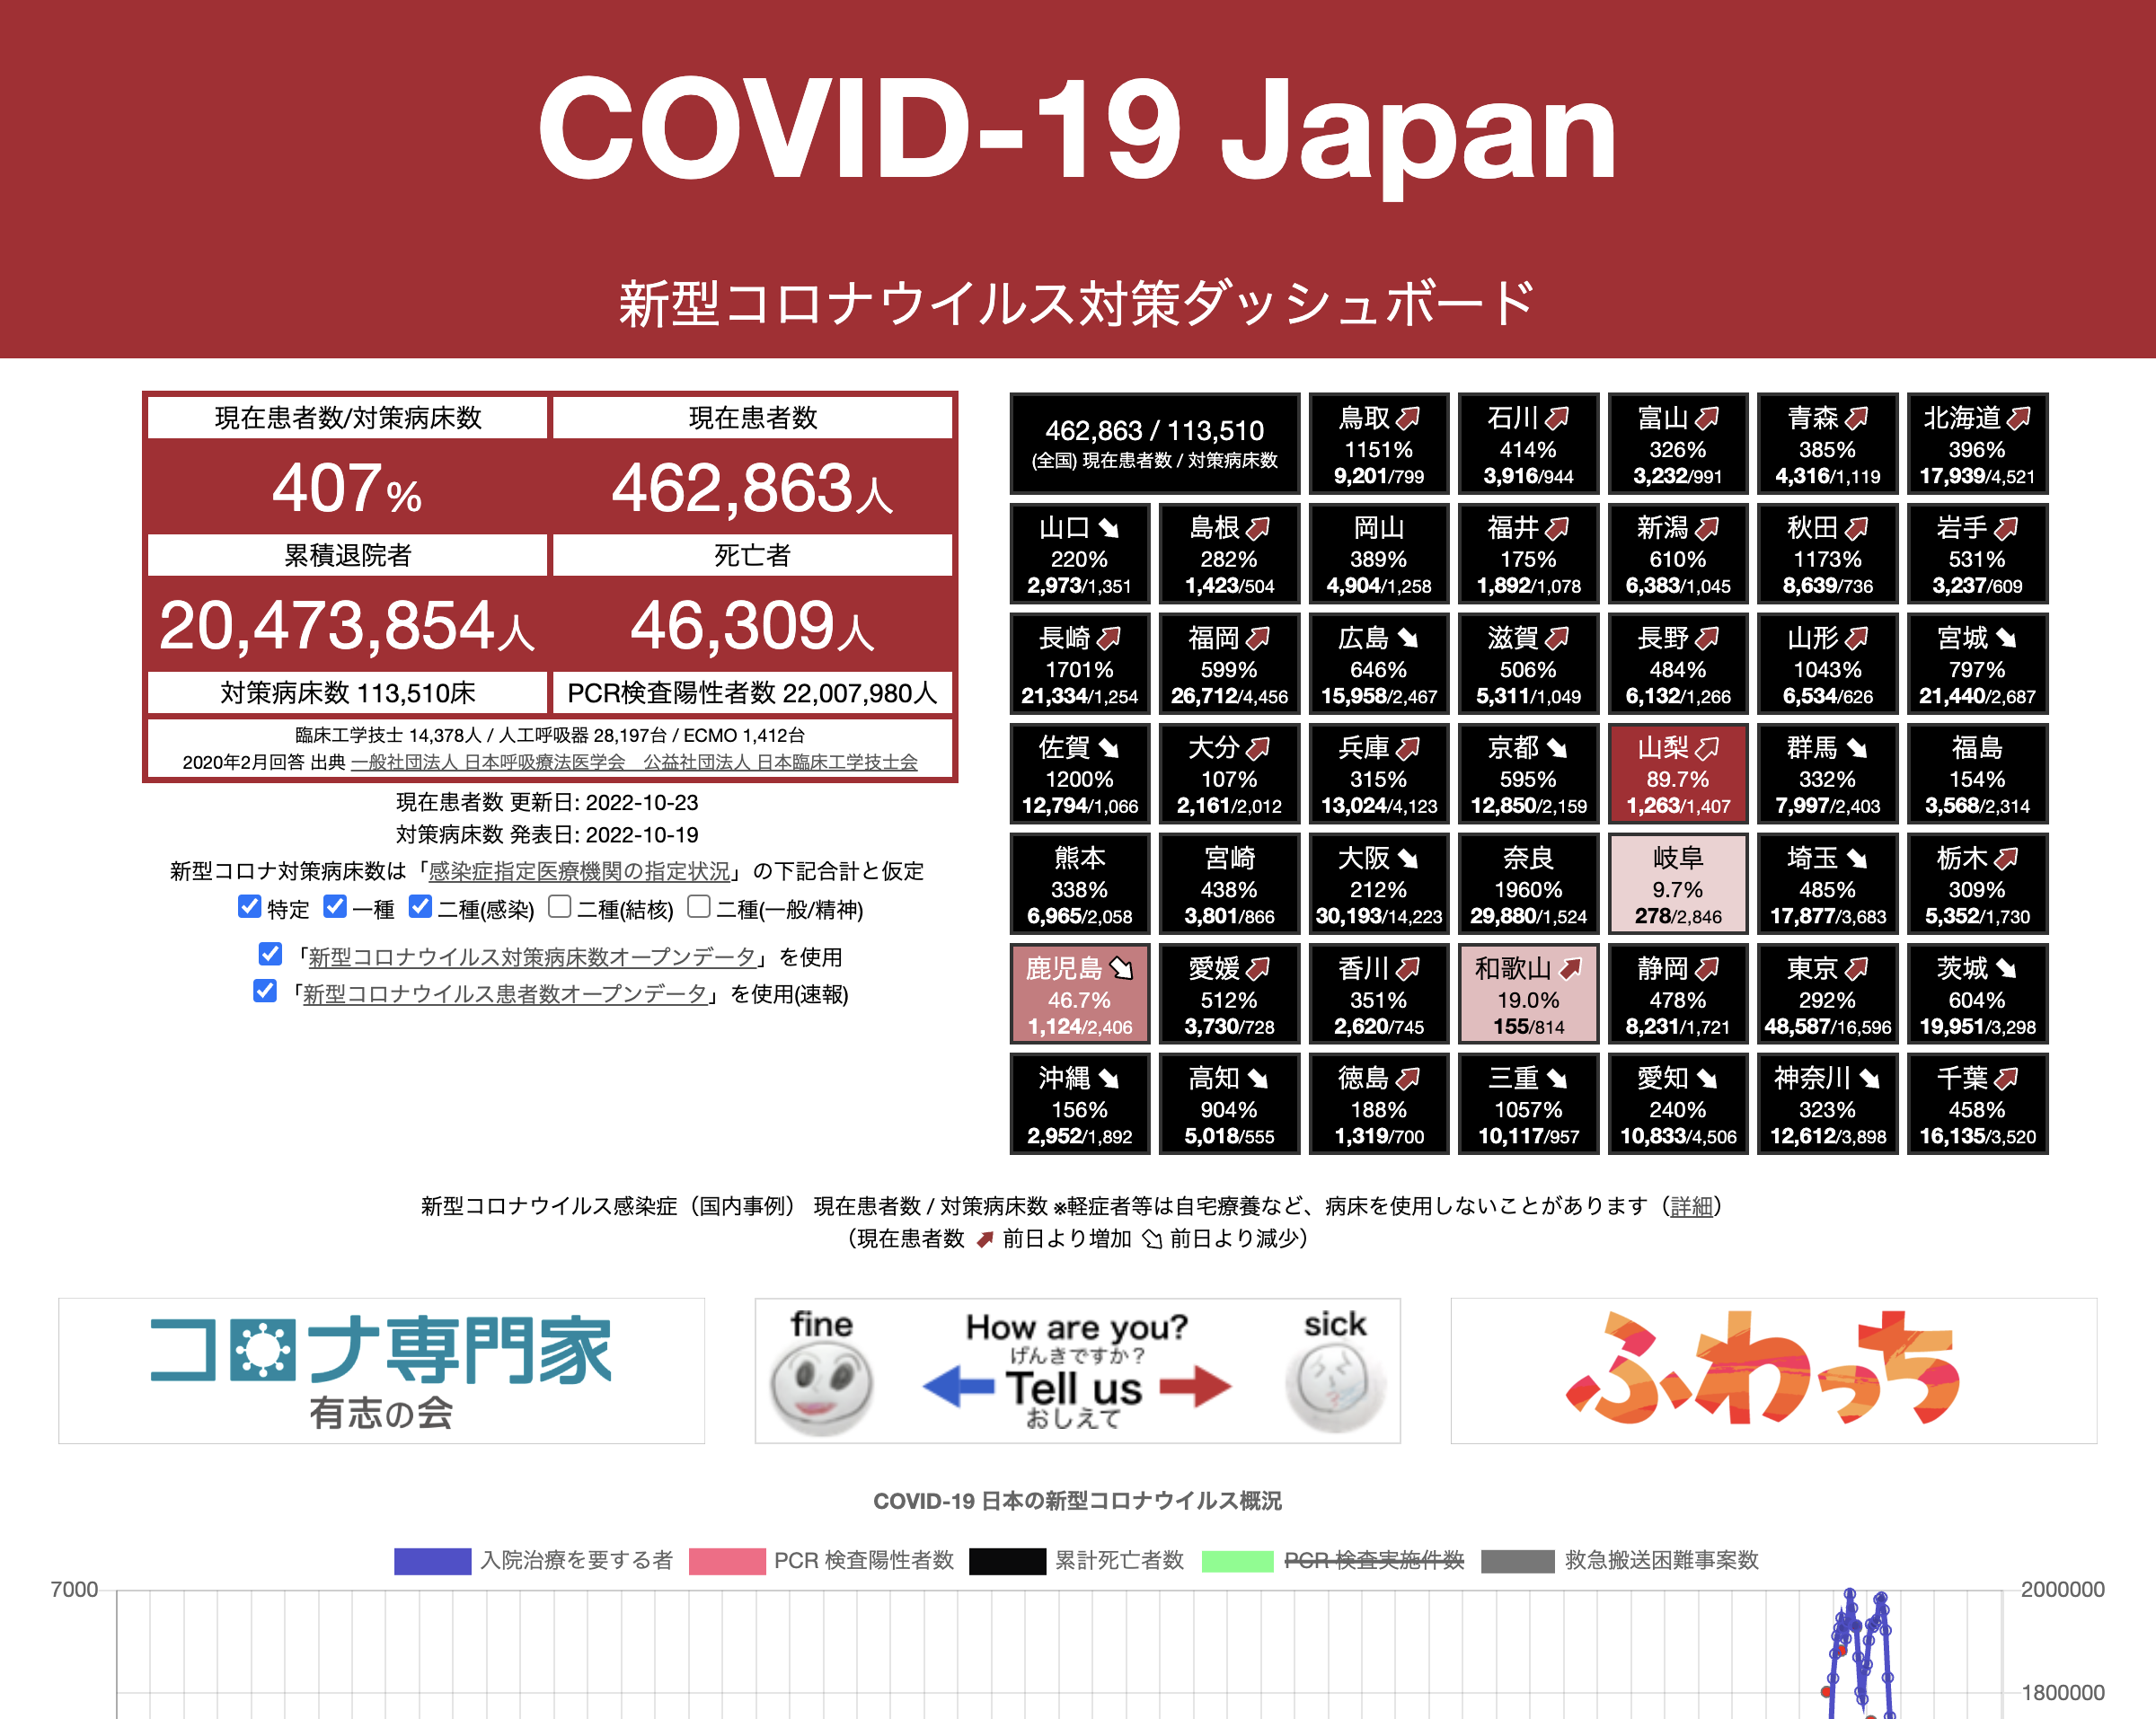 COVID-19 Japan
新型コロナウイルス対策ダッシュボード
現在患者数/対策病床数 現在患者数
407% 462,863人
累積退院者 死亡者
20,473,854人 46,309人
対策病床数 113,510床 PCR検査陽性者数 22,007,980人
臨床工学技士 14,378人 / 人工呼吸器 28,197台 / ECMO 1,412台
2020年2月回答 出典 一般社団法人 日本呼吸療法医学会　公益社団法人 日本臨床工学技士会
現在患者数 更新日: 2022-10-23
対策病床数 発表日: 2022-10-19
新型コロナ対策病床数は「感染症指定医療機関の指定状況」の下記合計と仮定
特定 一種 二種(感染) 二種(結核) 二種(一般/精神)
「新型コロナウイルス対策病床数オープンデータ」を使用
「新型コロナウイルス患者数オープンデータ」を使用(速報)
462,863 / 113,510
(全国) 現在患者数 / 対策病床数
鳥取 石川 富山 青森 北海道
1151% 414% 326% 385% 396%
9,201/799 3,916/944 3,232/991 4,316/1,119 17,939/4,521
山口 島根 岡山 福井 新潟 秋田 岩手
220% 282% 389% 175% 610% 1173% 531%
2,973/1,351 1,423/504 4,904/1,258 1,892/1,078 6,383/1,045 8,639/736 3,237/609
長崎 福岡 広島 滋賀 長野 山形 宮城
1701% 599% 646% 506% 484% 1043% 797%
21,334/1,254 26,712/4,456 15,958/2,467 5,311/1,049 6,132/1,266 6,534/626 21,440/2,687
佐賀 大分 兵庫 京都 山梨 群馬 福島
1200% 107% 315% 595% 89.7% 332% 154%
12,794/1,066 2,161/2,012 13,024/4,123 12,850/2,159 1,263/1,407 7,997/2,403 3,568/2,314
熊本 宮崎 大阪 奈良 岐阜 埼玉 栃木
338% 438% 212% 1960% 9.7% 485% 309%
6,965/2,058 3,801/866 30,193/14,223 29,880/1,524 278/2,846 17,877/3,683 5,352/1,730
鹿児島 愛媛 香川 和歌山 静岡 東京 茨城
46.7% 512% 351% 19.0% 478% 292% 604%
1,124/2,406 3,730/728 2,620/745 155/814 8,231/1,721 48,587/16,596 19,951/3,298
沖縄 高知 徳島 三重 愛知 神奈川 千葉
156% 904% 188% 1057% 240% 323% 458%
2,952/1,892 5,018/555 1,319/700 10,117/957 10,833/4,506 12,612/3,898 16,135/3,520
新型コロナウイルス感染症（国内事例） 現在患者数 / 対策病床数 ※軽症者等は自宅療養など、病床を使用しないことがあります（詳細）
（現在患者数 前日より増加 前日より減少）
コロナ専門家
有志の会
fine How are you? sick
げんきですか？
Tell us
おしえて
ふわっち
COVID-19 日本の新型コロナウイルス概況
入院治療を要する者 PCR 検査陽性者数 累計死亡者数 PCR 検査実施件数 救急搬送困難事案数
7000 2000000
1800000